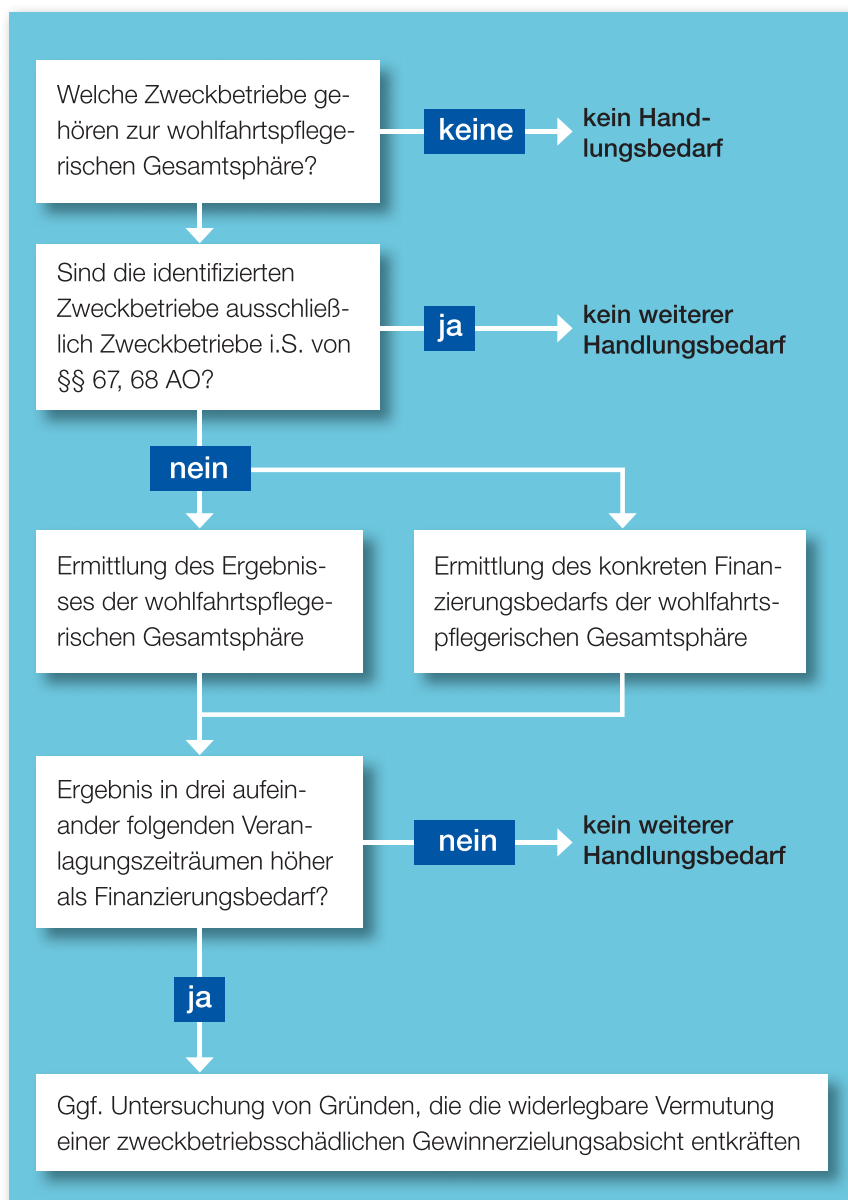 Welche Zweckbetriebe ge-
hören zur wohlfahrtspflege-
rischen Gesamtsphäre?
keine
kein Hand-
lungsbedarf
Sind die identifizierten
Zweckbetriebe ausschließ-
lich Zweckbetriebe i.S. von
§§ 67, 68 AO?
ja
kein weiterer
Handlungsbedarf
nein
Ermittlung des Ergebnis-
ses der wohlfahrtspflege-
rischen Gesamtsphäre
Ermittlung des konkreten Finan-
zierungsbedarfs der wohlfahrts-
pflegerischen Gesamtsphäre
Ergebnis in drei aufein-
ander folgenden Veran-
lagungszeiträumen höher
als Finanzierungsbedarf?
nein
kein weiterer
Handlungsbedarf
ja
Ggf. Untersuchung von Gründen, die die widerlegbare Vermutung
einer zweckbetriebsschädlichen Gewinnerzielungsabsicht entkräften